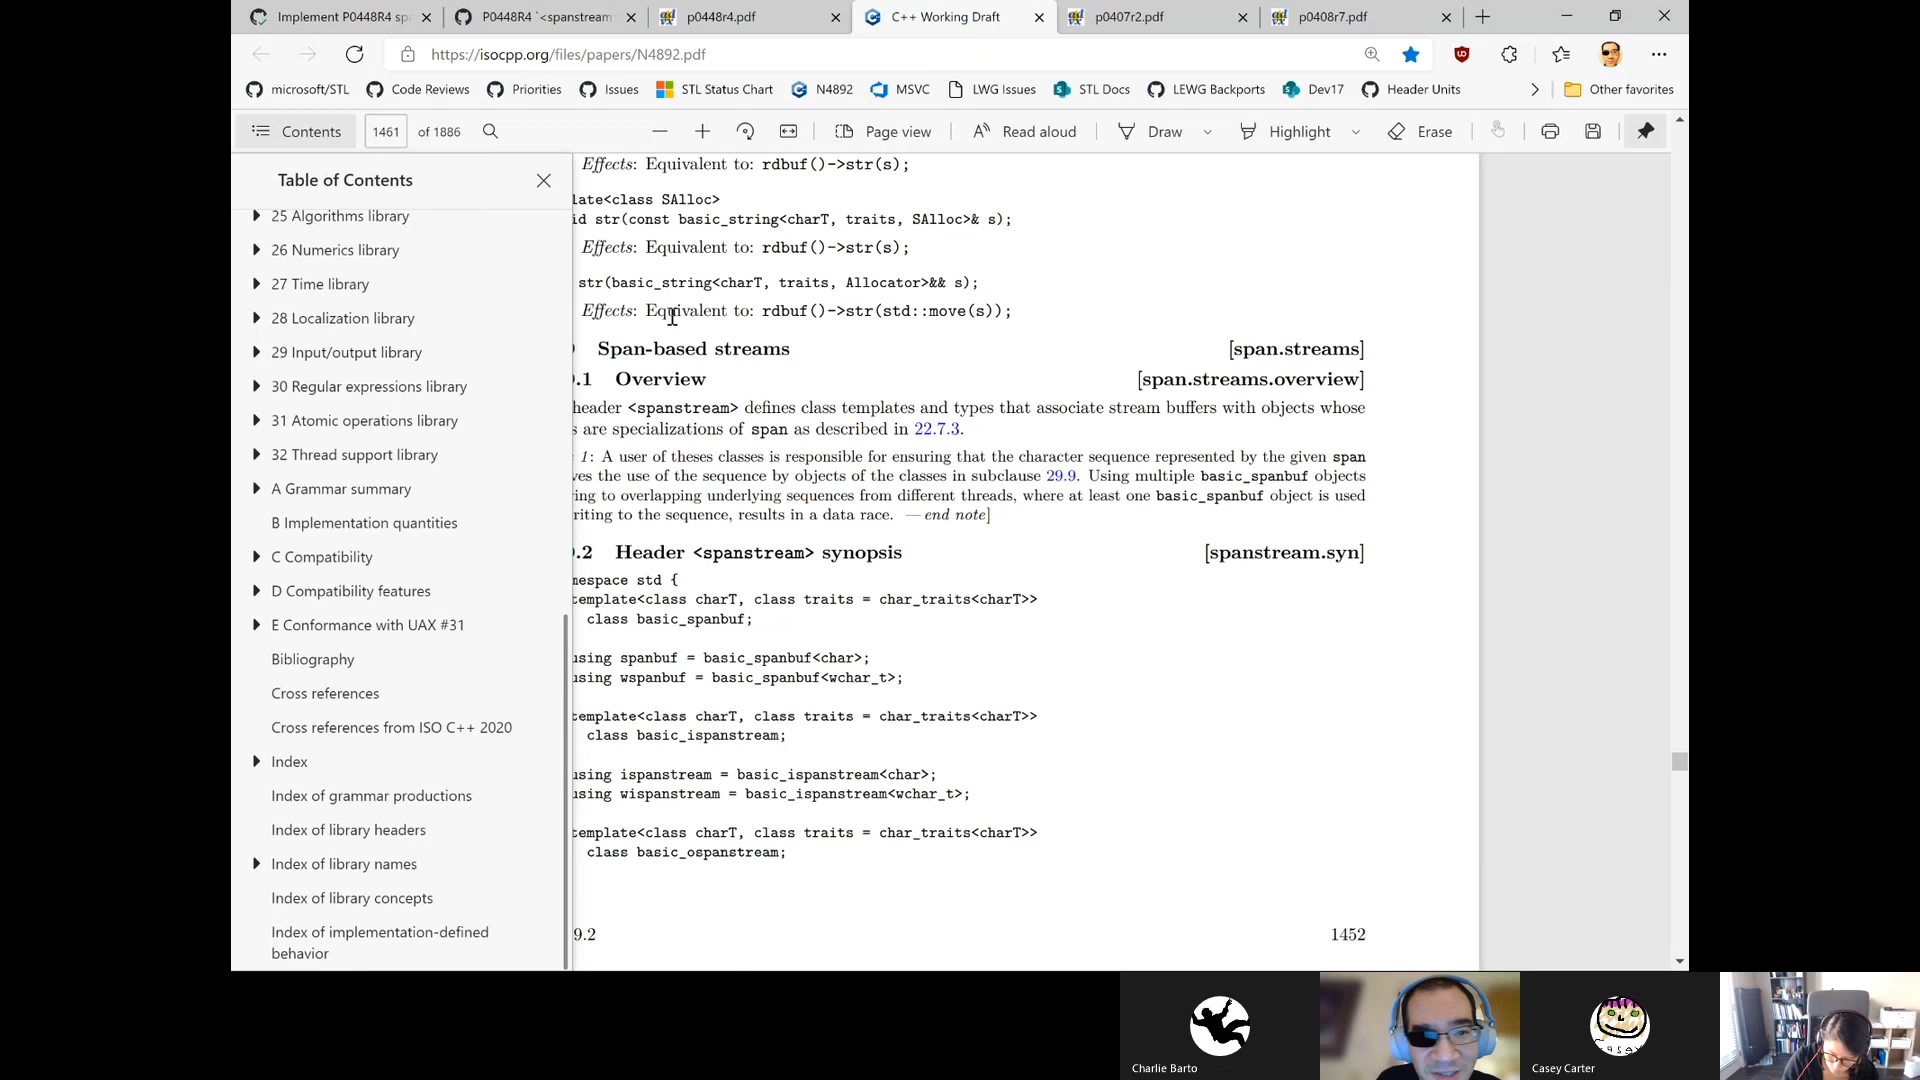 Implement P0448R4 sp
P0448R4 `<spanstream
p0448r4.pdf
C++ Working Draft
p0407r2.pdf
p0408r7.pdf
https://isocpp.org/files/papers/N4892.pdf
microsoft/STL
Code Reviews
Priorities
Issues
STL Status Chart
N4892
MSVC
LWG Issues
STL Docs
LEWG Backports
Dev17
Header Units
Other favorites
Contents
1461 of 1886
Page view
Read aloud
Draw
Highlight
Erase
Table of Contents
25 Algorithms library
26 Numerics library
27 Time library
28 Localization library
29 Input/output library
30 Regular expressions library
31 Atomic operations library
32 Thread support library
A Grammar summary
B Implementation quantities
C Compatibility
D Compatibility features
E Conformance with UAX #31
Bibliography
Cross references
Cross references from ISO C++ 2020
Index
Index of grammar productions
Index of library headers
Index of library names
Index of library concepts
Index of implementation-defined
behavior
Effects: Equivalent to: rdbuf()->str(s);
late<class SAlloc>
id str(const basic_string<charT, traits, SAlloc>& s);
Effects: Equivalent to: rdbuf()->str(s);
str(basic_string<charT, traits, Allocator>&& s);
Effects: Equivalent to: rdbuf()->str(std::move(s));
Span-based streams [span.streams]
.1 Overview [span.streams.overview]
header <spanstream> defines class templates and types that associate stream buffers with objects whose
s are specializations of span as described in 22.7.3.
1: A user of theses classes is responsible for ensuring that the character sequence represented by the given span
ves the use of the sequence by objects of the classes in subclause 29.9. Using multiple basic_spanbuf objects
ring to overlapping underlying sequences from different threads, where at least one basic_spanbuf object is used
riting to the sequence, results in a data race. — end note]
.2 Header <spanstream> synopsis [spanstream.syn]
mespace std {
template<class charT, class traits = char_traits<charT>>
class basic_spanbuf;
using spanbuf = basic_spanbuf<char>;
using wspanbuf = basic_spanbuf<wchar_t>;
template<class charT, class traits = char_traits<charT>>
class basic_ispanstream;
using ispanstream = basic_ispanstream<char>;
using wispanstream = basic_ispanstream<wchar_t>;
template<class charT, class traits = char_traits<charT>>
class basic_ospanstream;
9.2
1452
Charlie Barto
Casey Carter